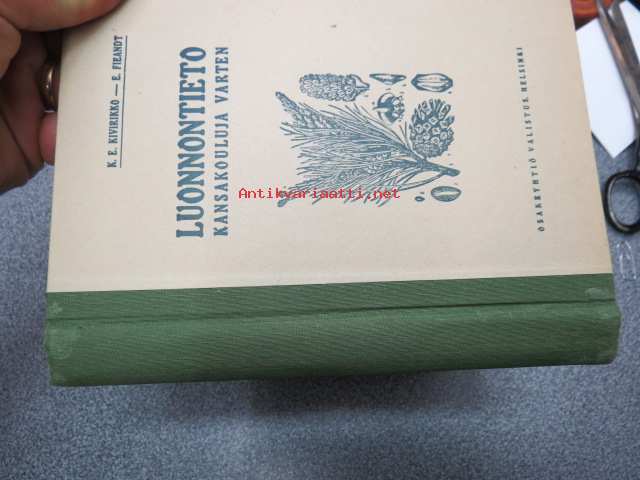 K. E. KIVIRIKKO — E. FIEANDT
LUONNONTIETO
KANSAKOULUJA VARTEN
Antikvariaatti.net
OSAKEYHTIÖ VALISTUS, HELSINKI